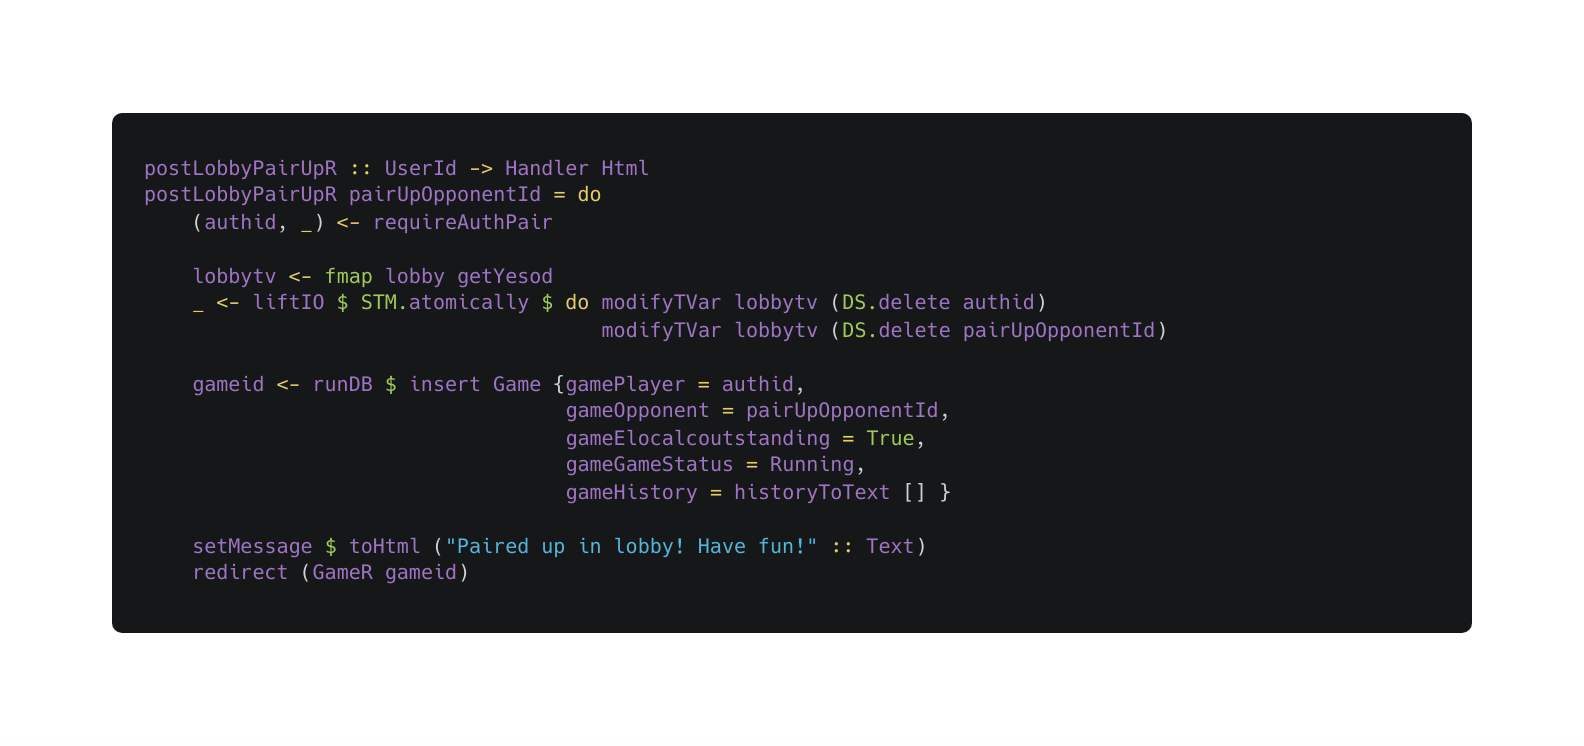 postLobbyPairUpR :: UserId -> Handler Html
postLobbyPairUpR pairUpOpponentId = do
    (authid, _) <- requireAuthPair

    lobbytv <- fmap lobby getYesod
    _ <- liftIO $ STM.atomically $ do modifyTVar lobbytv (DS.delete authid)
                                      modifyTVar lobbytv (DS.delete pairUpOpponentId)

    gameid <- runDB $ insert Game {gamePlayer = authid,
                                   gameOpponent = pairUpOpponentId,
                                   gameElocalcoutstanding = True,
                                   gameGameStatus = Running,
                                   gameHistory = historyToText [] }

    setMessage $ toHtml ("Paired up in lobby! Have fun!" :: Text)
    redirect (GameR gameid)